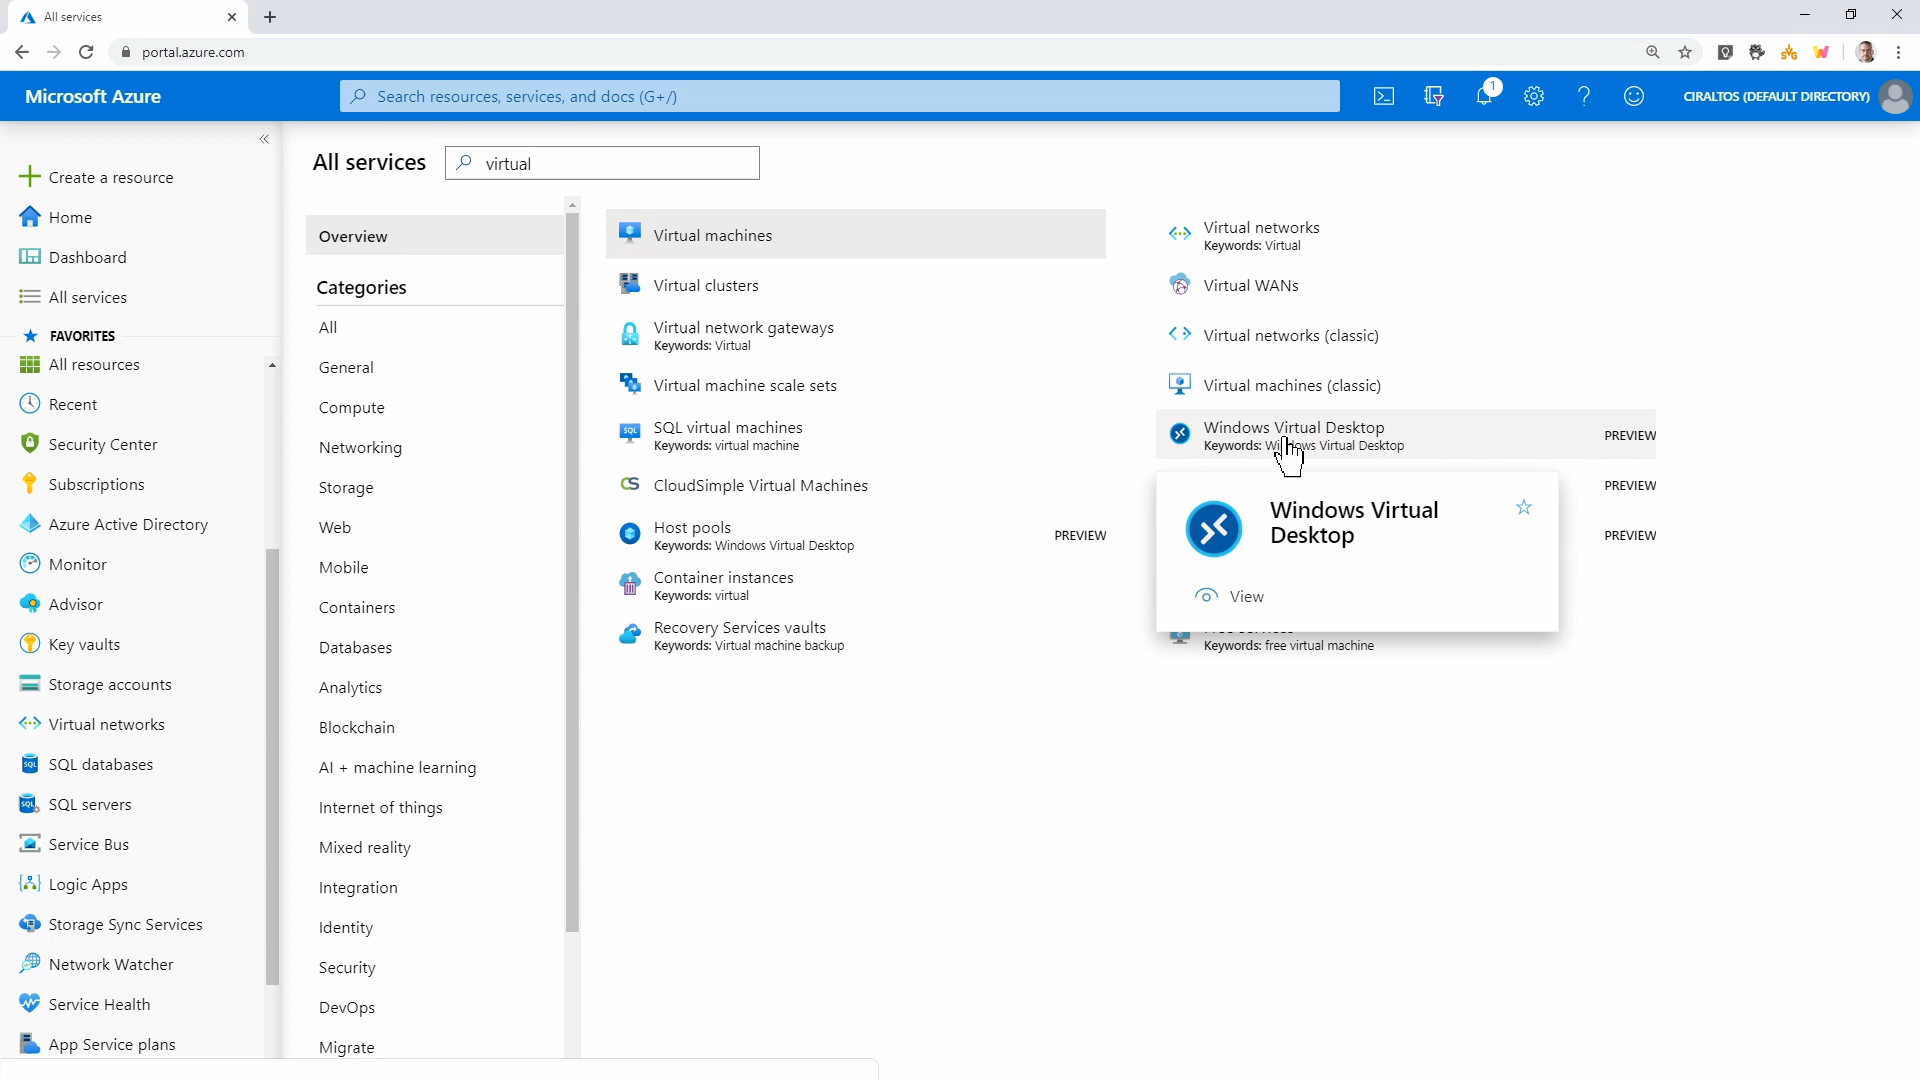 All services
portal.azure.com
Microsoft Azure
Search resources, services, and docs (G+/)
1
CIRALTOS (DEFAULT DIRECTORY)
Create a resource
Home
Dashboard
All services
FAVORITES
All resources
Recent
Security Center
Subscriptions
Azure Active Directory
Monitor
Advisor
Key vaults
Storage accounts
Virtual networks
SQL databases
SQL servers
Service Bus
Logic Apps
Storage Sync Services
Network Watcher
Service Health
App Service plans
All services
virtual
Overview
Categories
All
General
Compute
Networking
Storage
Web
Mobile
Containers
Databases
Analytics
Blockchain
AI + machine learning
Internet of things
Mixed reality
Integration
Identity
Security
DevOps
Migrate
Virtual machines
Virtual clusters
Virtual network gateways
Keywords: Virtual
Virtual machine scale sets
SQL virtual machines
Keywords: virtual machine
CloudSimple Virtual Machines
Host pools
Keywords: Windows Virtual Desktop
PREVIEW
Container instances
Keywords: virtual
Recovery Services vaults
Keywords: Virtual machine backup
Virtual networks
Keywords: Virtual
Virtual WANs
Virtual networks (classic)
Virtual machines (classic)
Windows Virtual Desktop
Keywords: Windows Virtual Desktop
PREVIEW
PREVIEW
PREVIEW
Windows Virtual
Desktop
View
Keywords: free virtual machine